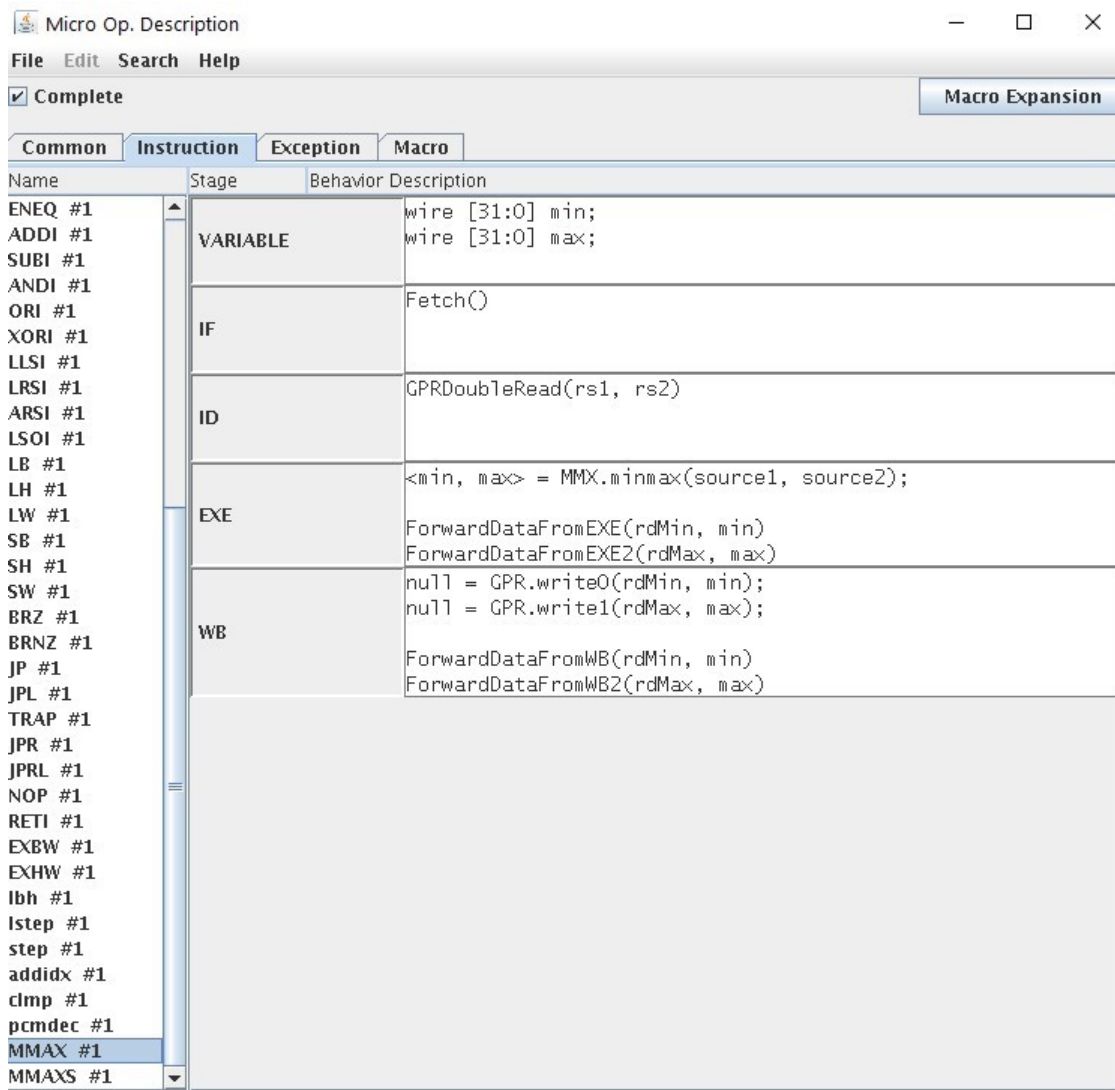 Micro Op. Description
File Edit Search Help
Complete
Macro Expansion
Common Instruction Exception Macro
Name Stage Behavior Description
ENEQ #1
ADDI #1
SUBI #1
ANDI #1
ORI #1
XORI #1
LLSI #1
LRSI #1
ARSI #1
LSOI #1
LB #1
LH #1
LW #1
SB #1
SH #1
SW #1
BRZ #1
BRNZ #1
JP #1
JPL #1
TRAP #1
JPR #1
JPRL #1
NOP #1
RETI #1
EXBW #1
EXHW #1
lbh #1
lstep #1
step #1
addidx #1
clmp #1
pcmdec #1
MMAX #1
MMAXS #1
VARIABLE
wire [31:0] min;
wire [31:0] max;
IF
Fetch()
ID
GPRDoubleRead(rs1, rs2)
EXE
<min, max> = MMX.minmax(source1, source2);
ForwardDataFromEXE(rdMin, min)
ForwardDataFromEXE2(rdMax, max)
WB
null = GPR.write0(rdMin, min);
null = GPR.write1(rdMax, max);
ForwardDataFromWB(rdMin, min)
ForwardDataFromWB2(rdMax, max)